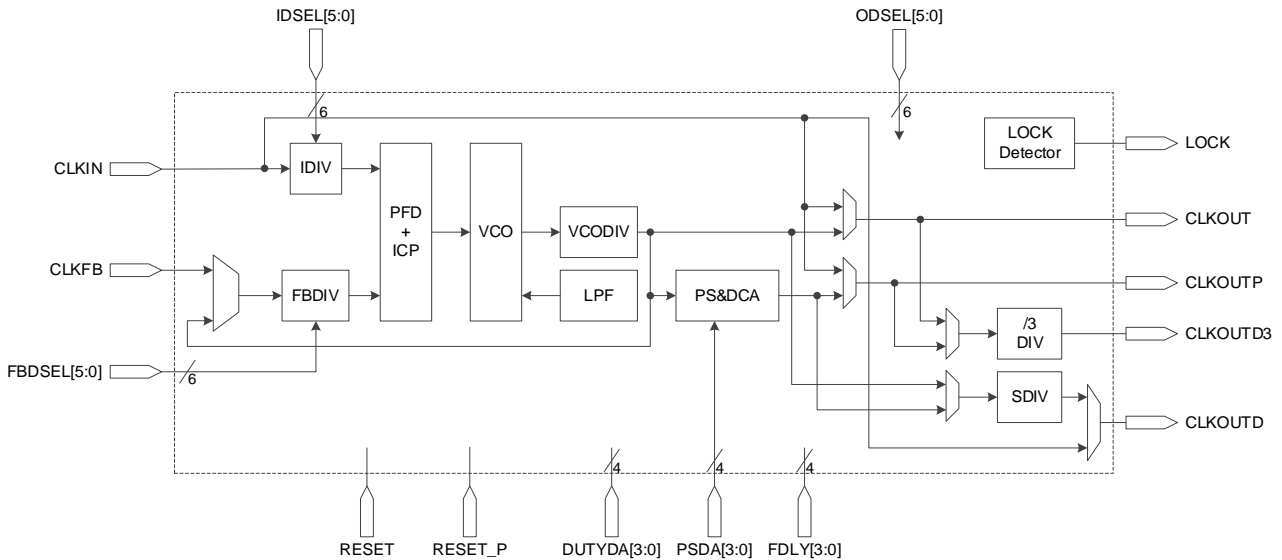 IDSEL[5:0]
ODSEL[5:0]
6
6
CLKIN
IDIV
LOCK
Detector
LOCK
PFD
+
ICP
VCO
VCODIV
CLKOUT
CLKFB
FBDIV
LPF
PS&DCA
CLKOUTP
/3
DIV
CLKOUTD3
FBDSEL[5:0]
6
SDIV
CLKOUTD
4
4
4
RESET
RESET_P
DUTYDA[3:0]
PSDA[3:0]
FDLY[3:0]